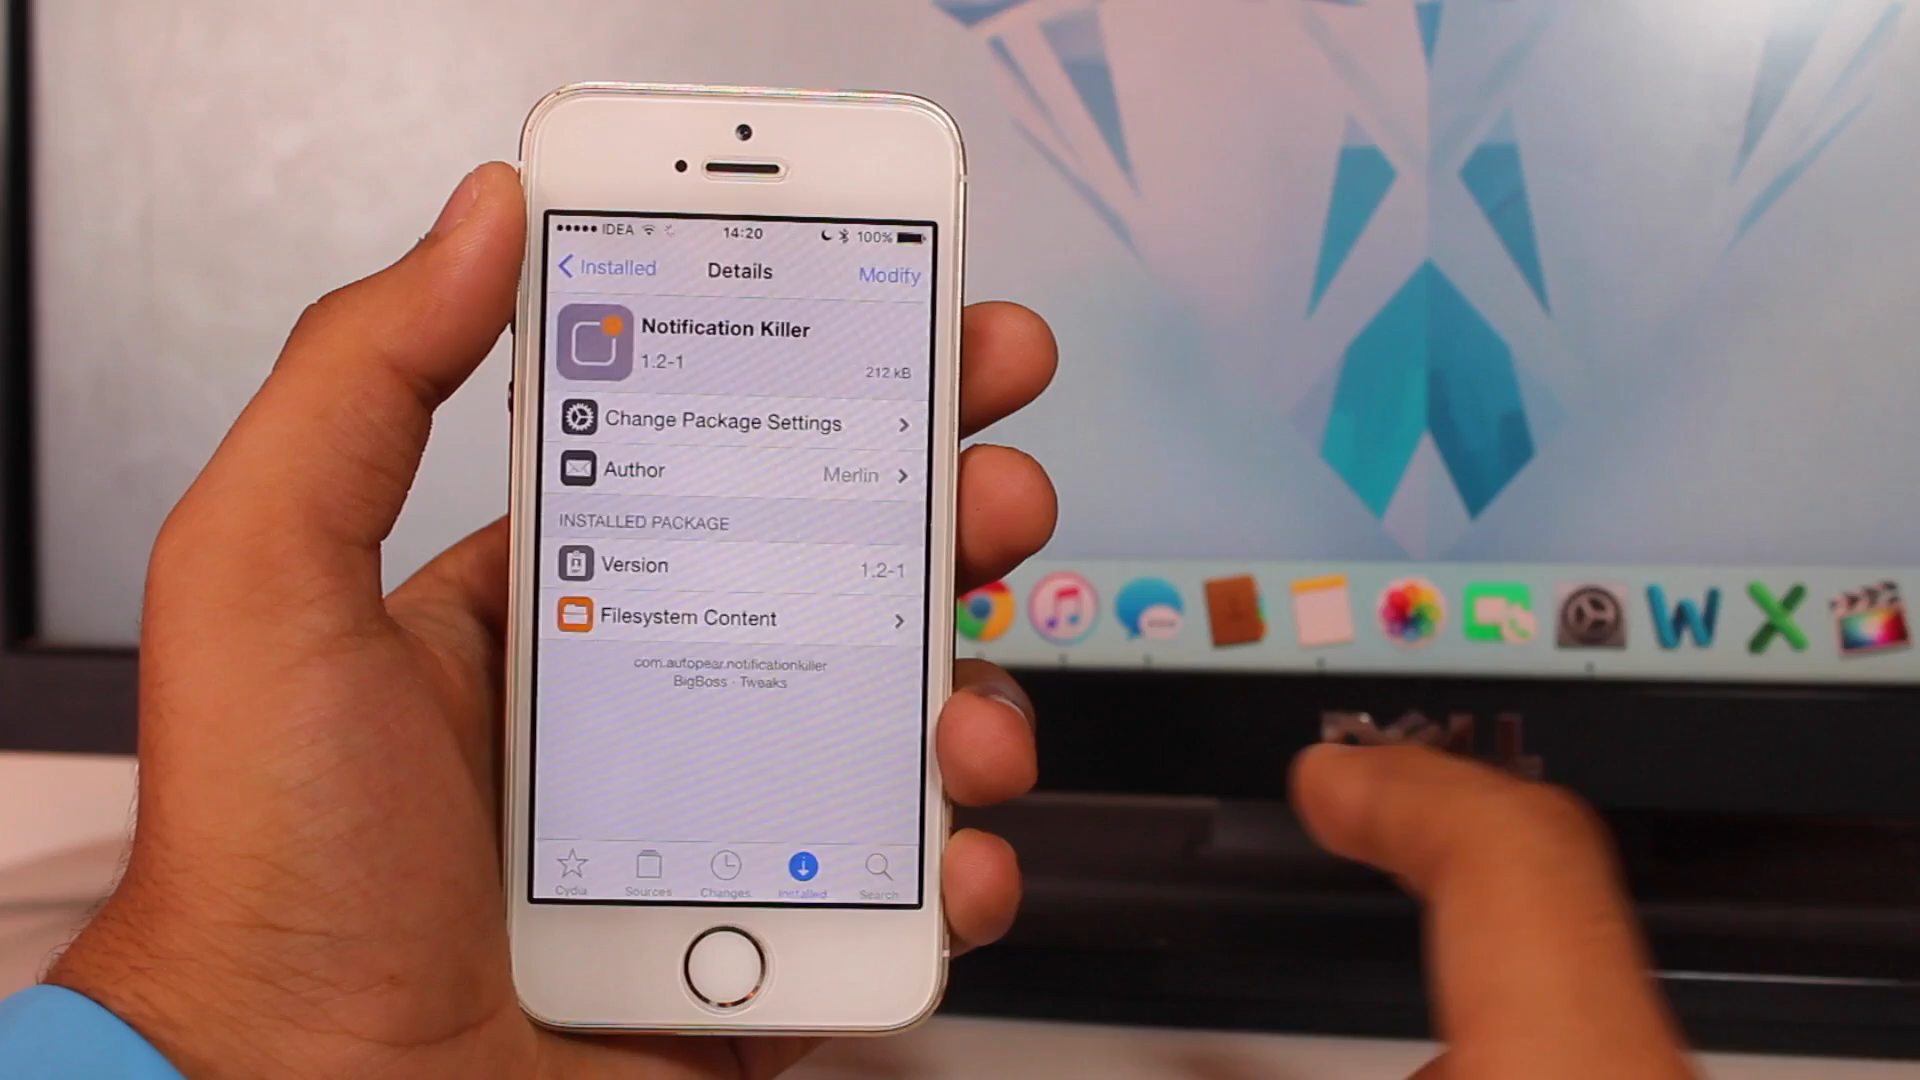 IDEA 14:20 100%
Installed Details Modify
Notification Killer
1.2-1
212 kB
Change Package Settings
Author Merlin
INSTALLED PACKAGE
Version 1.2-1
Filesystem Content
com.autopear.notificationkiller
BigBoss · Tweaks
Cydia Sources Changes Installed Search
W X